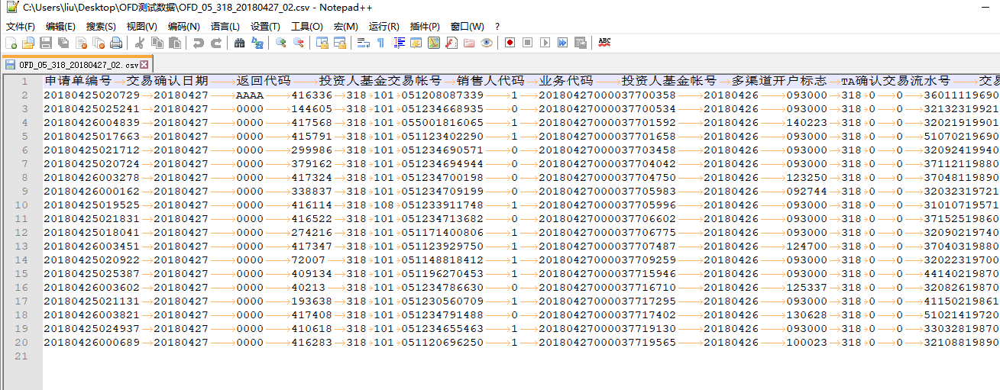 C:\Users\liu\Desktop\OFD测试数据\OFD_05_318_20180427_02.csv - Notepad++
文件(F) 编辑(E) 搜索(S) 视图(V) 编码(N) 语言(L) 设置(T) 工具(O) 宏(M) 运行(R) 插件(P) 窗口(W) ?
ABC
OFD_05_318_20180427_02.csv
1 申请单编号 交易确认日期 返回代码 投资人基金交易帐号 销售人代码 业务代码 投资人基金帐号 多渠道开户标志 TA确认交易流水号 交易
2 20180425020729 20180427 AAAA 416336 318 101 051208087339 1 20180427000037700358 20180426 093000 318 0 0 36011119690
3 20180425025241 20180427 0000 144605 318 101 051234668935 0 20180427000037700534 20180426 093000 318 0 0 32132319921
4 20180426004839 20180427 0000 417568 318 101 055001816065 1 20180427000037701592 20180426 140223 318 0 0 32021919901
5 20180425017663 20180427 0000 415791 318 101 051123402290 1 20180427000037701658 20180426 093000 318 0 0 51070219690
6 20180425021712 20180427 0000 299986 318 101 051234690571 0 20180427000037703458 20180426 093000 318 0 0 32092419940
7 20180425020724 20180427 0000 379162 318 101 051234694944 0 20180427000037704042 20180426 093000 318 0 0 37112119880
8 20180426003278 20180427 0000 417324 318 101 051234700198 0 20180427000037704750 20180426 123250 318 0 0 37048119890
9 20180426000162 20180427 0000 338837 318 101 051234709199 0 20180427000037705983 20180426 092744 318 0 0 32032319721
10 20180425019525 20180427 0000 416114 318 108 051233911748 1 20180427000037705996 20180426 093000 318 0 0 31010719571
11 20180425021831 20180427 0000 416522 318 101 051234713682 0 20180427000037706602 20180426 093000 318 0 0 37152519860
12 20180425018041 20180427 0000 274216 318 101 051171400806 1 20180427000037706775 20180426 093000 318 0 0 32090219740
13 20180426003451 20180427 0000 417347 318 101 051123929750 1 20180427000037707487 20180426 124700 318 0 0 37040319880
14 20180425020922 20180427 0000 72007 318 101 051148818412 1 20180427000037709259 20180426 093000 318 0 0 32022319700
15 20180425025387 20180427 0000 409134 318 101 051196270453 1 20180427000037715946 20180426 093000 318 0 0 44140219870
16 20180426003602 20180427 0000 40213 318 101 051234786630 0 20180427000037716710 20180426 125337 318 0 0 32082619870
17 20180425021131 20180427 0000 193638 318 101 051230560709 1 20180427000037717295 20180426 093000 318 0 0 41150219861
18 20180426003821 20180427 0000 417408 318 101 051234791488 0 20180427000037717402 20180426 130628 318 0 0 51021419720
19 20180425024937 20180427 0000 410618 318 101 051234655463 1 20180427000037719130 20180426 093000 318 0 0 33032819870
20 20180426000689 20180427 0000 416283 318 101 051120696250 1 20180427000037719565 20180426 100023 318 0 0 32108819890
21